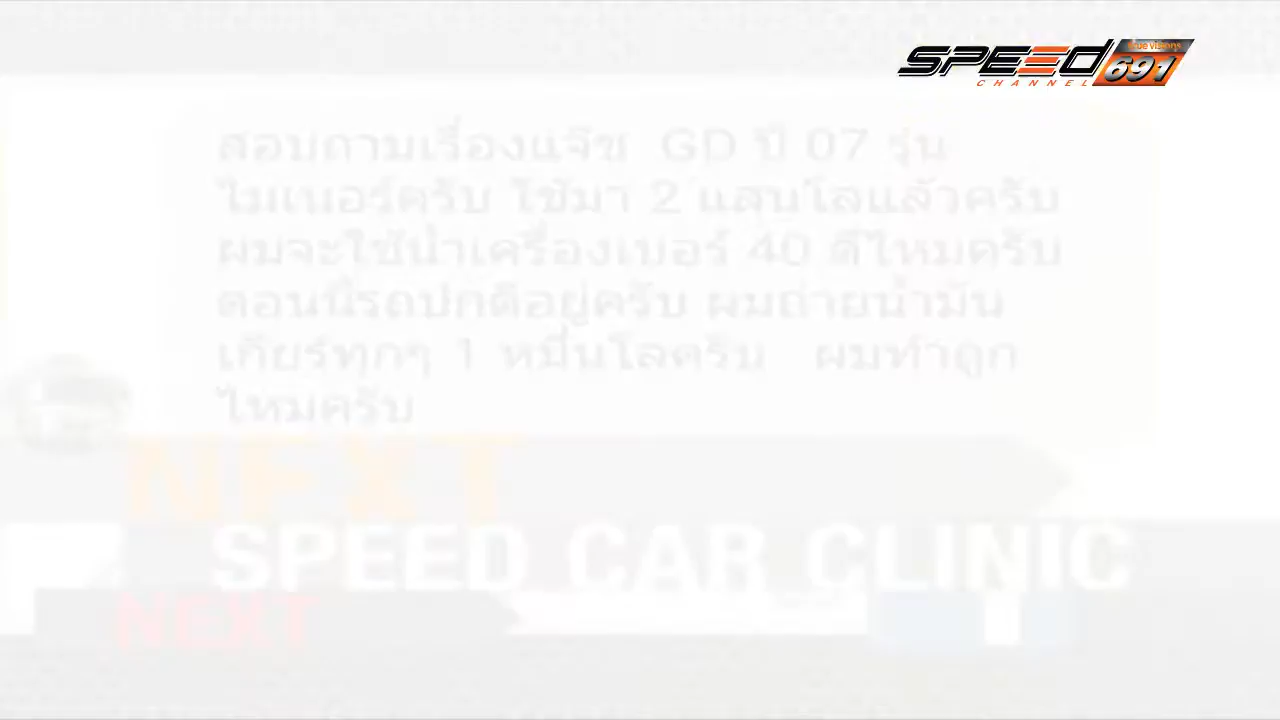 SPEED
true visions
691
CHANNEL
สอบถามเรื่องแจ๊ช GD ปี 07 รุ่น
ไมเนอร์ครับ ใช้มา 2 แสนโลแล้วครับ
ผมจะใช้น้ำเครื่องเบอร์ 40 ดีไหมครับ
ตอนนี้รถปกติอยู่ครับ ผมถ่ายน้ำมัน
เกียร์ทุกๆ 1 หมื่นโลครับ ผมทำถูก
ไหมครับ
NEXT
SPEED CAR CLINIC
NEXT